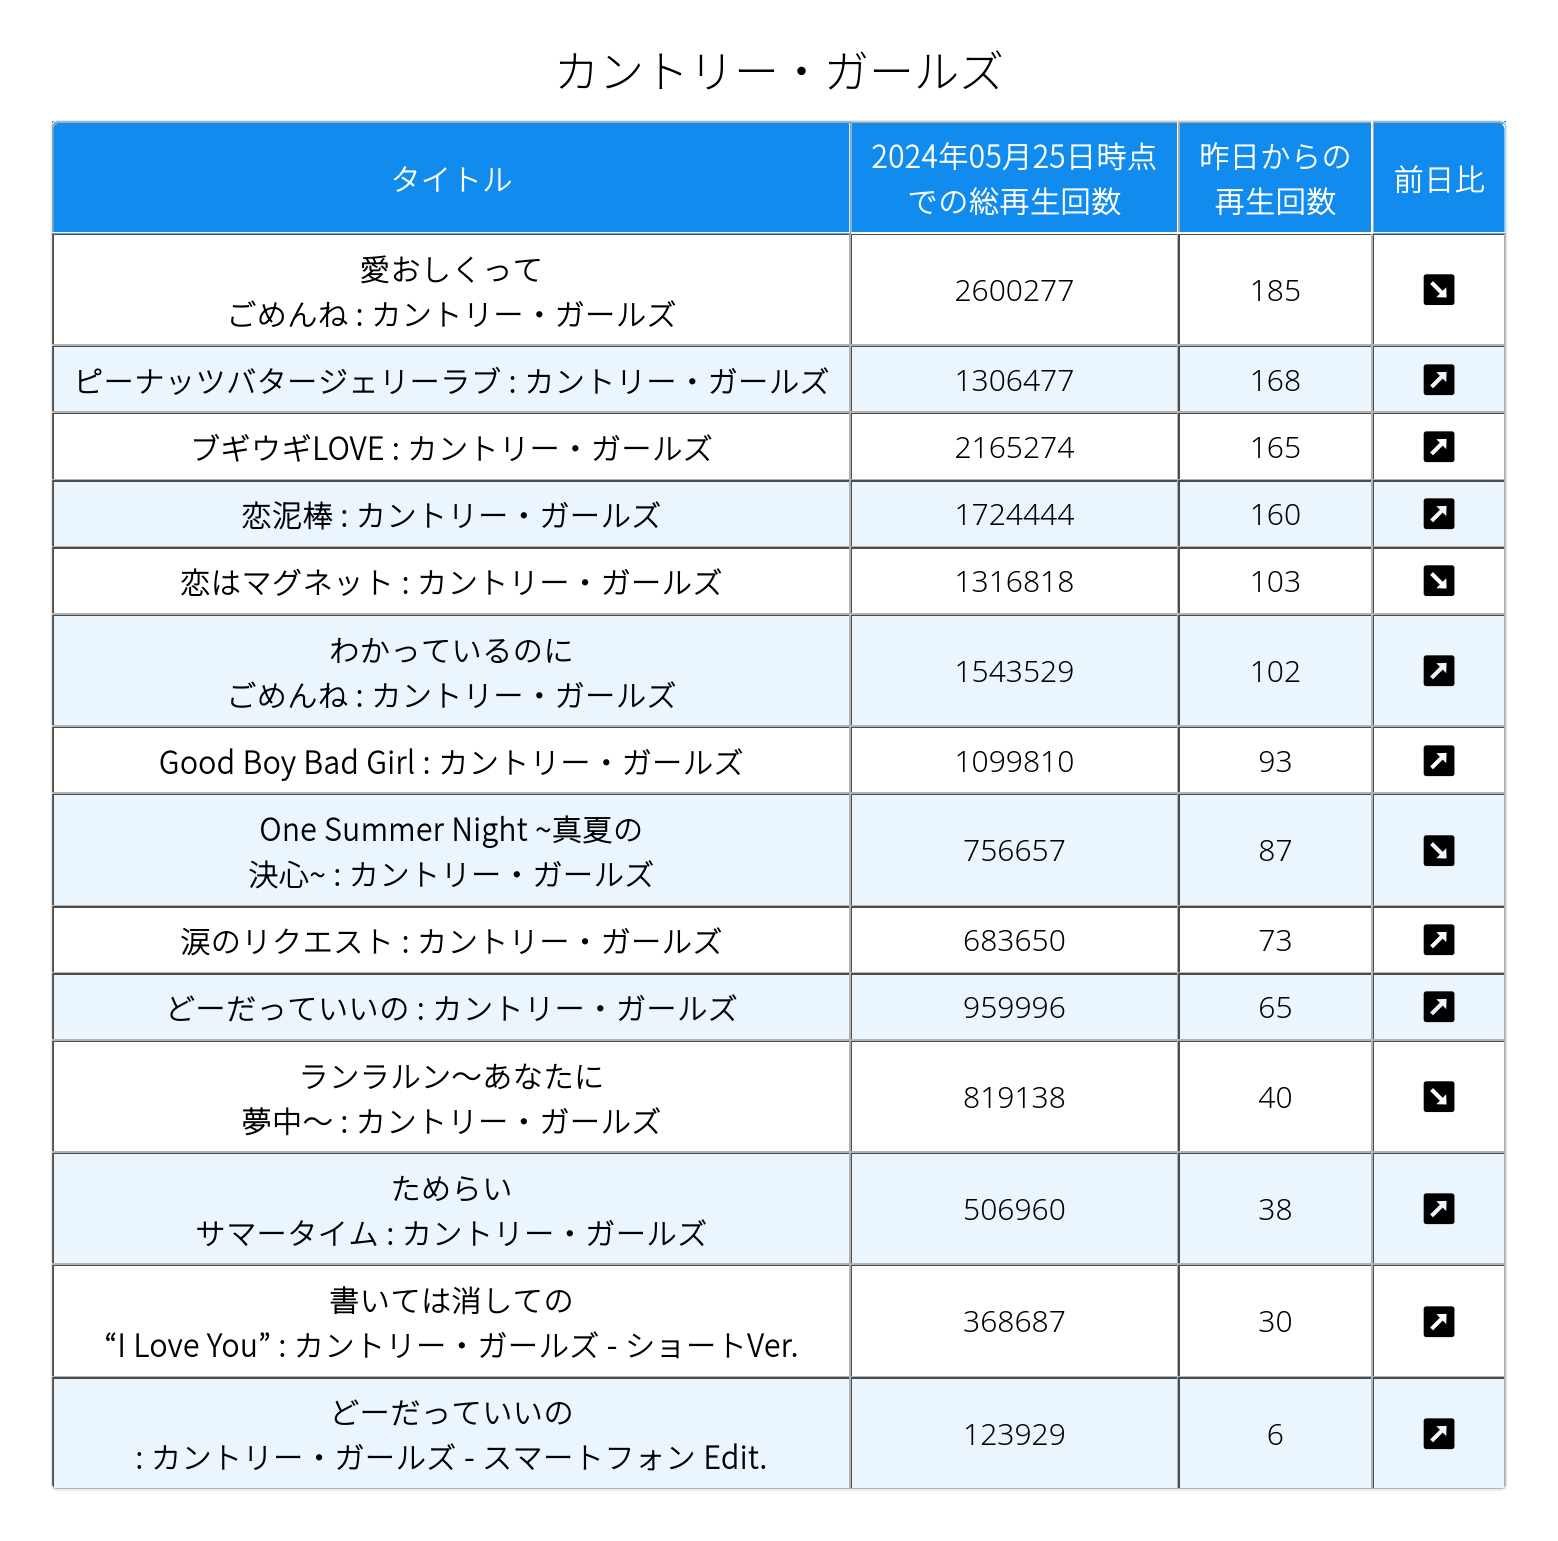 カントリー・ガールズ
タイトル
2024年05月25日時点
での総再生回数
昨日からの
再生回数
前日比
愛おしくって
ごめんね : カントリー・ガールズ
2600277
185
ピーナッツバタージェリーラブ : カントリー・ガールズ
1306477
168
ブギウギLOVE : カントリー・ガールズ
2165274
165
恋泥棒 : カントリー・ガールズ
1724444
160
恋はマグネット : カントリー・ガールズ
1316818
103
わかっているのに
ごめんね : カントリー・ガールズ
1543529
102
Good Boy Bad Girl : カントリー・ガールズ
1099810
93
One Summer Night ~真夏の
決心~ : カントリー・ガールズ
756657
87
涙のリクエスト : カントリー・ガールズ
683650
73
どーだっていいの : カントリー・ガールズ
959996
65
ランラルン〜あなたに
夢中〜 : カントリー・ガールズ
819138
40
ためらい
サマータイム : カントリー・ガールズ
506960
38
書いては消しての
“I Love You” : カントリー・ガールズ - ショートVer.
368687
30
どーだっていいの
: カントリー・ガールズ - スマートフォン Edit.
123929
6